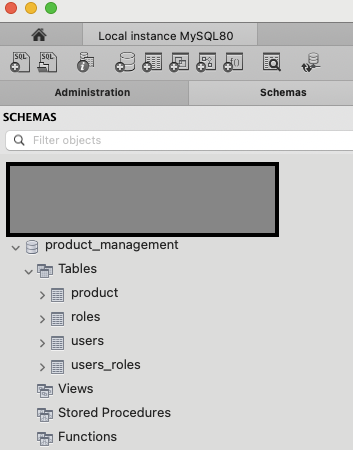 Local instance MySQL80
SQL SQL
Administration Schemas
SCHEMAS
Filter objects
product_management
Tables
product
roles
users
users_roles
Views
Stored Procedures
Functions